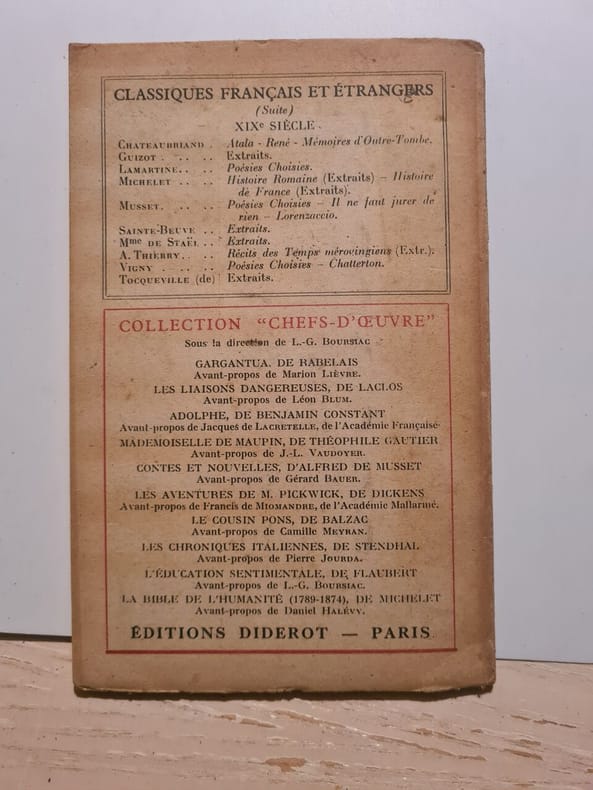 CLASSIQUES FRANÇAIS ET ÉTRANGERS
(Suite)
XIXe SIÈCLE
CHATEAUBRIAND . Atala - René - Mémoires d'Outre-Tombe.
GUIZOT . .. .. Extraits.
LAMARTINE. .. .. Poésies Choisies.
MICHELET .. .. Histoire Romaine (Extraits) – Histoire
de France (Extraits).
MUSSET. .. .. Poésies Choisies – Il ne faut jurer de
rien – Lorenzaccio.
SAINTE-BEUVE .. Extraits.
Mme DE STAËL .. Extraits.
A. THIERRY. .. Récits des Temps mérovingiens (Extr.).
VIGNY . .. .. Poésies Choisies – Chatterton.
TOCQUEVILLE (de) Extraits.
COLLECTION "CHEFS-D'ŒUVRE"
Sous la direction de L.-G. BOURSIAC
GARGANTUA. DE RABELAIS
Avant-propos de Marion LIÈVRE.
LES LIAISONS DANGEREUSES, DE LACLOS
Avant-propos de Léon BLUM.
ADOLPHE, DE BENJAMIN CONSTANT
Avant-propos de Jacques de LACRETELLE, de l'Académie Française
MADEMOISELLE DE MAUPIN, DE THÉOPHILE GAUTIER
Avant-propos de J.-L. VAUDOYER.
CONTES ET NOUVELLES, D'ALFRED DE MUSSET
Avant-propos de Gérard BAUER.
LES AVENTURES DE M. PICKWICK, DE DICKENS
Avant-propos de Francis de MIOMANDRE, de l'Académie Mallarmé.
LE COUSIN PONS, DE BALZAC
Avant-propos de Camille MEYRAN.
LES CHRONIQUES ITALIENNES, DE STENDHAL
Avant-propos de Pierre JOURDA.
L'ÉDUCATION SENTIMENTALE, DE FLAUBERT
Avant-propos de L.-G. BOURSIAC.
LA BIBLE DE L'HUMANITÉ (1789-1874), DE MICHELET
Avant-propos de Daniel HALÉVY.
ÉDITIONS DIDEROT — PARIS